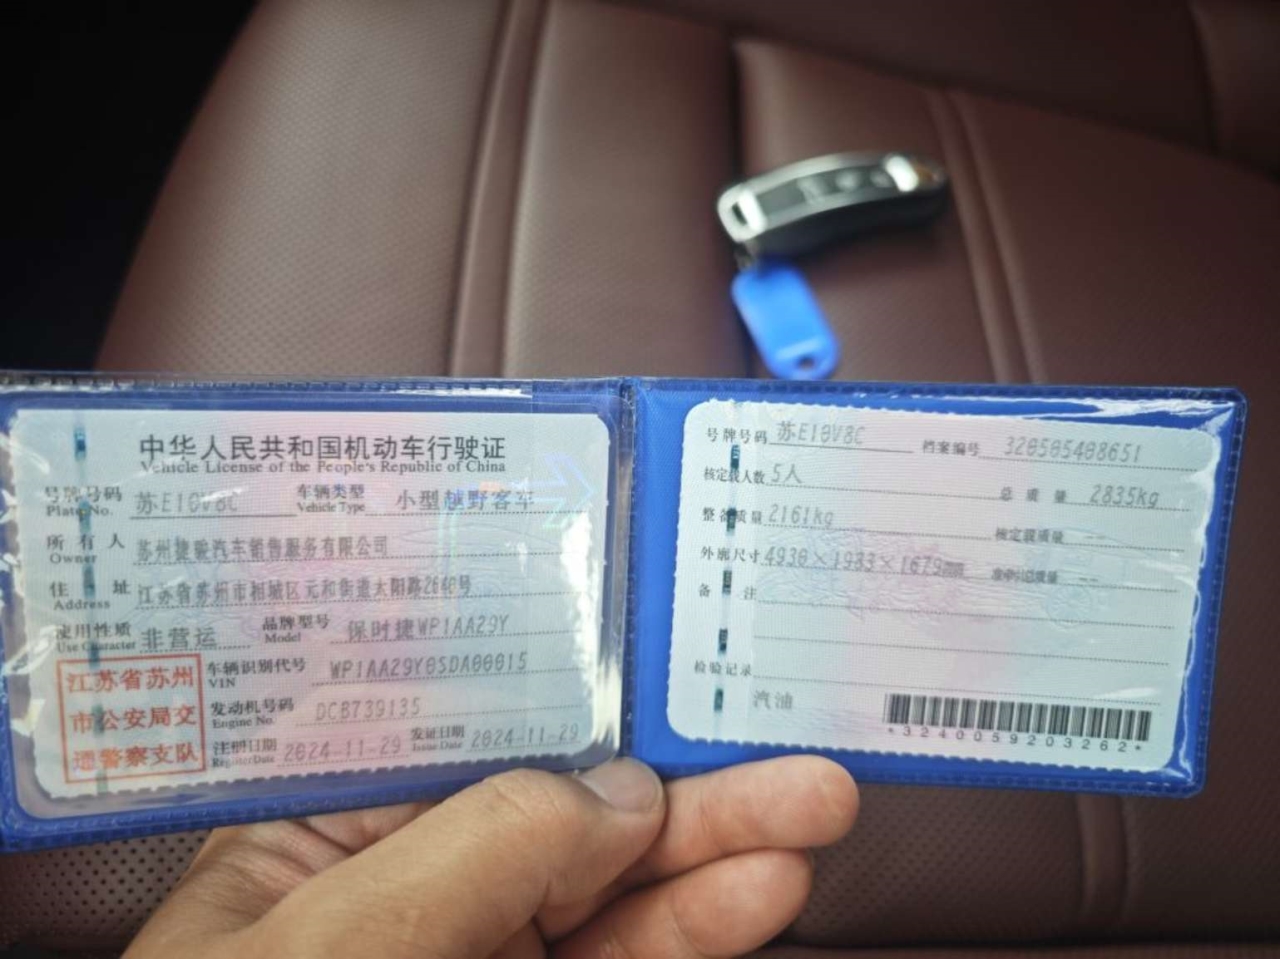 中华人民共和国机动车行驶证
Vehicle License of the People's Republic of China
号牌号码 苏E10V8C 车辆类型 小型越野客车
Plate No. Vehicle Type
所有人 苏州捷骏汽车销售服务有限公司
Owner
住址 江苏省苏州市相城区元和街道太阳路2640号
Address
使用性质 非营运 品牌型号 保时捷WP1AA29Y
Use Character Model
江苏省苏州
市公安局交
通警察支队
车辆识别代号 WP1AA29Y0SDA00015
VIN
发动机号码 DCB739135
Engine No.
注册日期 2024-11-29 发证日期 2024-11-29
Register Date Issue Date
号牌号码 苏E10V8C 档案编号 320505408651
核定载人数 5人 总质量 2835kg
整备质量 2161kg 核定载质量 --
外廓尺寸 4930×1983×1679mm 准牵引总质量 --
备注
检验记录
汽油
*3240059203262*